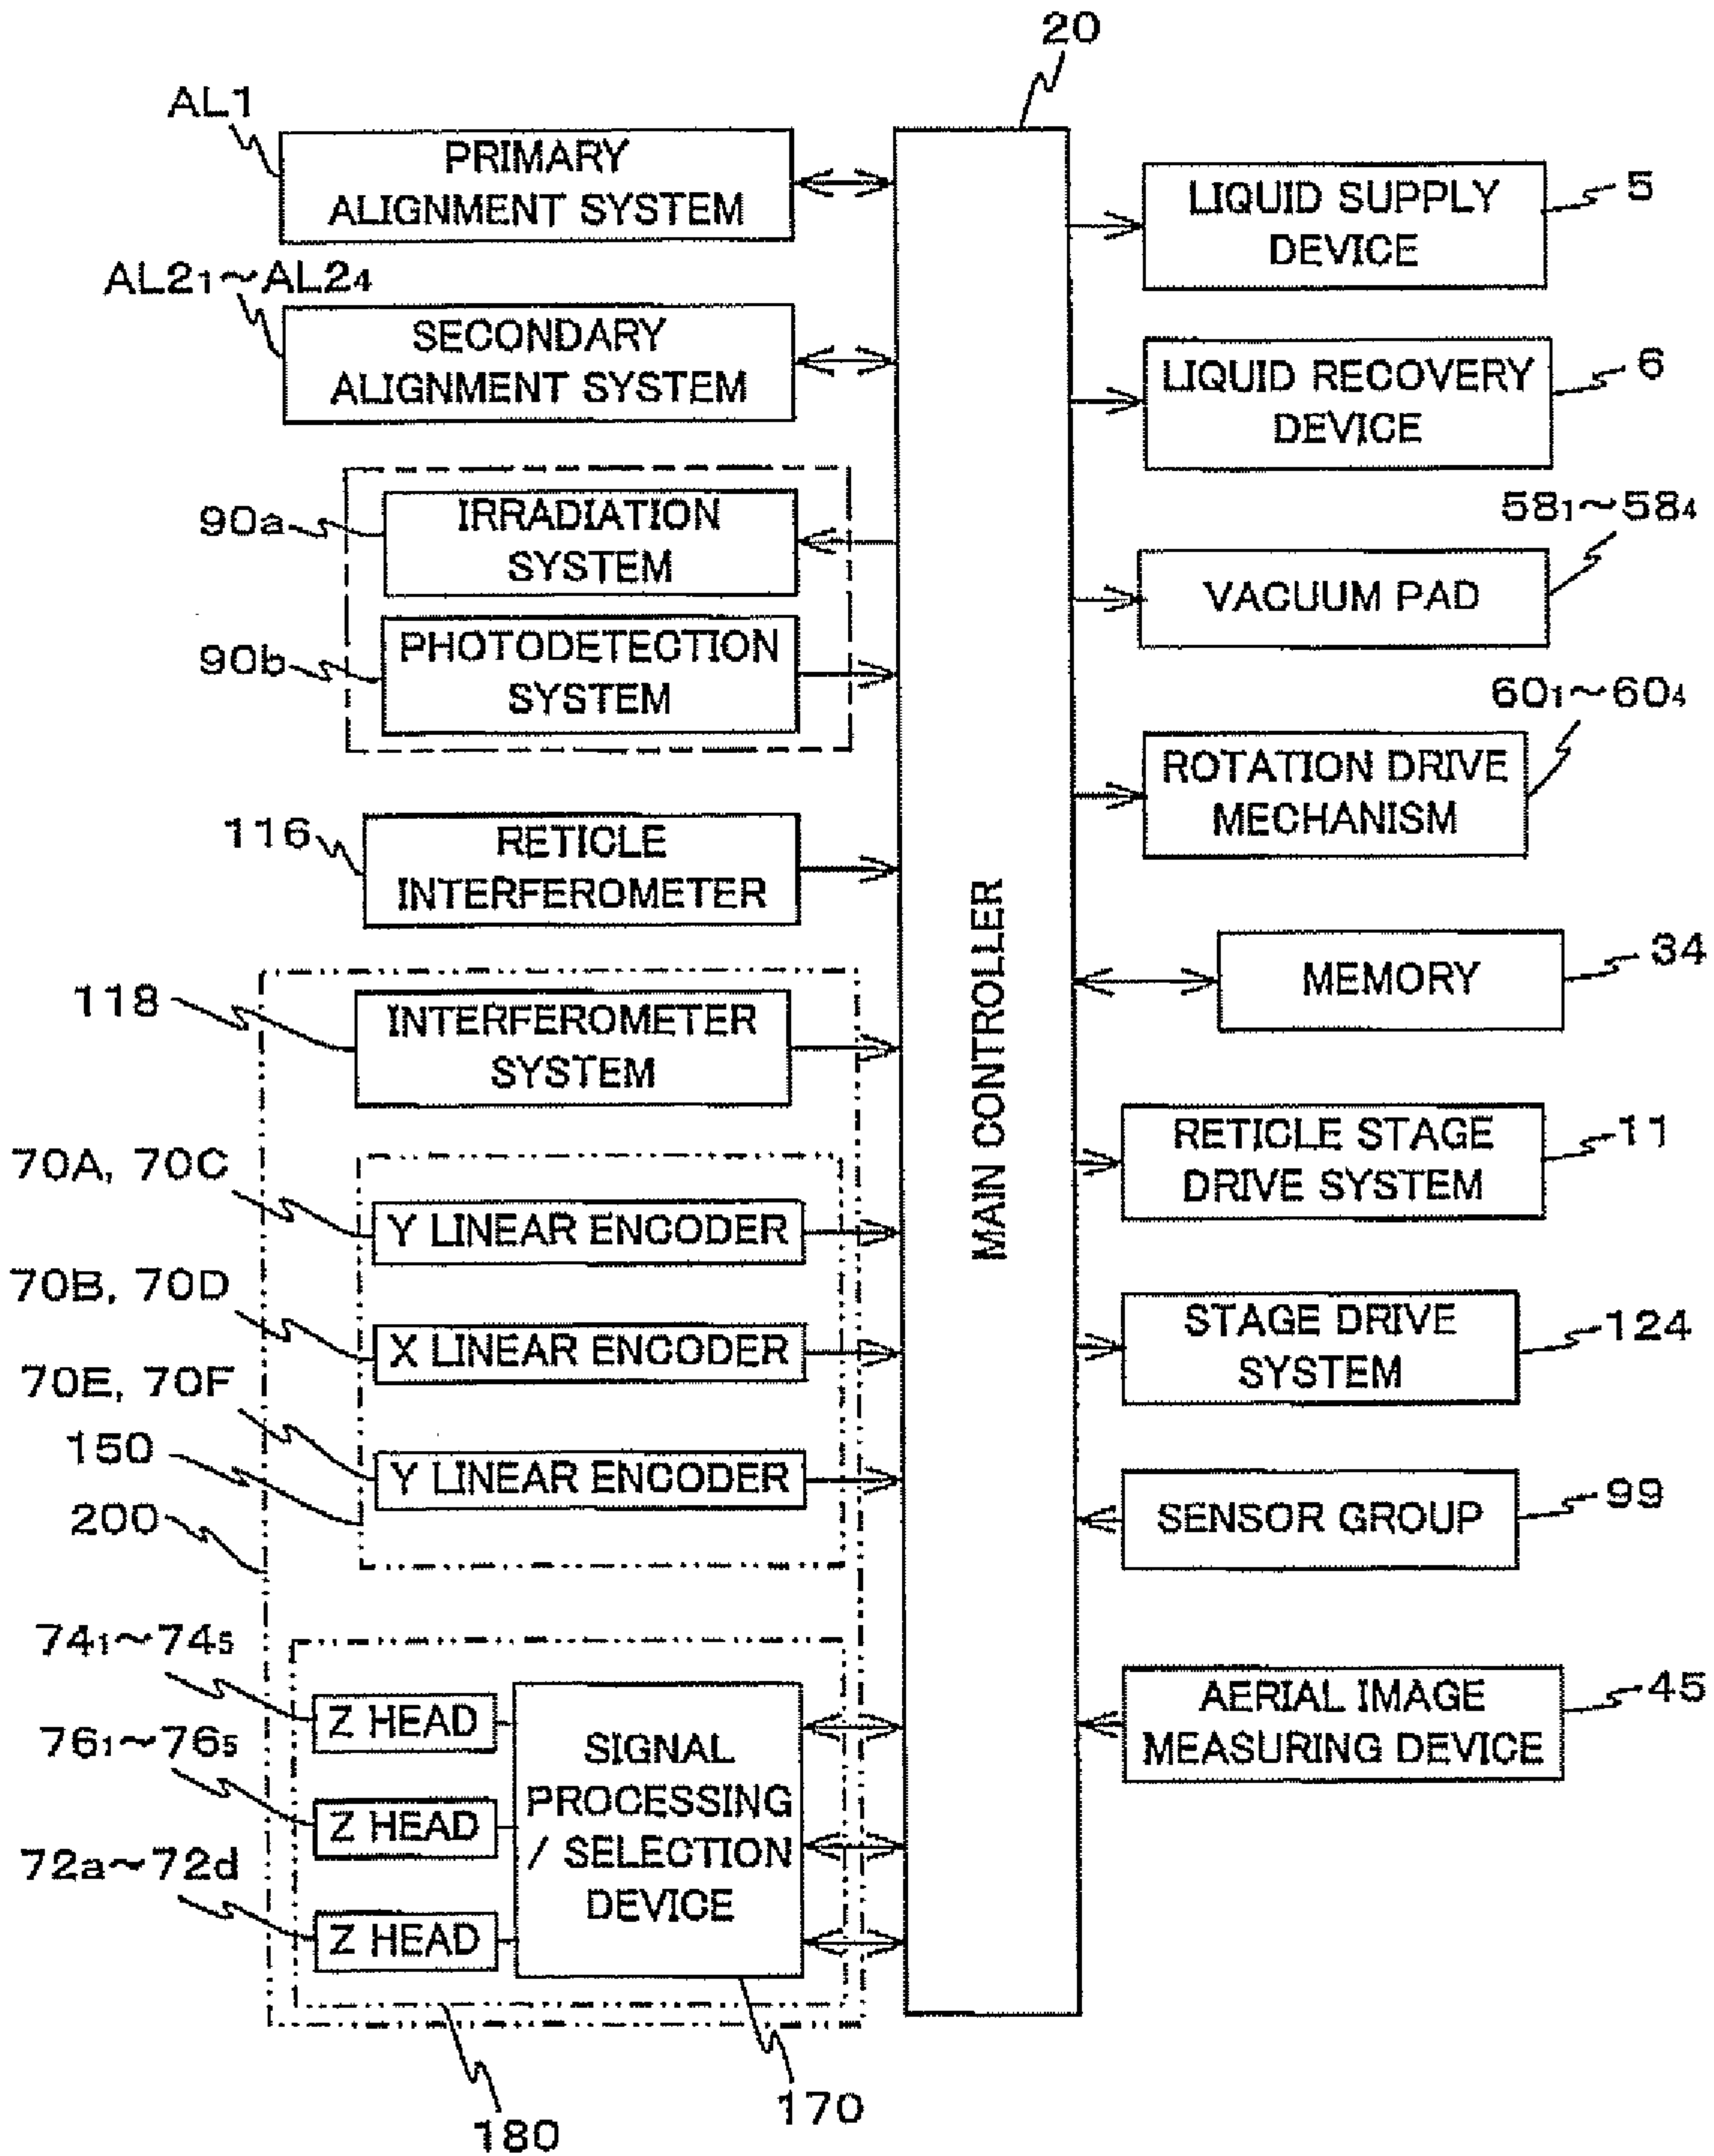 20
AL1
PRIMARY
ALIGNMENT SYSTEM
AL2₁~AL2₄
SECONDARY
ALIGNMENT SYSTEM
90a
IRRADIATION
SYSTEM
90b
PHOTODETECTION
SYSTEM
116
RETICLE
INTERFEROMETER
118
INTERFEROMETER
SYSTEM
70A, 70C
Y LINEAR ENCODER
70B, 70D
X LINEAR ENCODER
70E, 70F
Y LINEAR ENCODER
150
200
74₁~74₅
Z HEAD
76₁~76₅
Z HEAD
72a~72d
Z HEAD
SIGNAL
PROCESSING
/ SELECTION
DEVICE
180
170
MAIN CONTROLLER
LIQUID SUPPLY
DEVICE
5
LIQUID RECOVERY
DEVICE
6
58₁~58₄
VACUUM PAD
60₁~60₄
ROTATION DRIVE
MECHANISM
MEMORY
34
RETICLE STAGE
DRIVE SYSTEM
11
STAGE DRIVE
SYSTEM
124
SENSOR GROUP
99
AERIAL IMAGE
MEASURING DEVICE
45